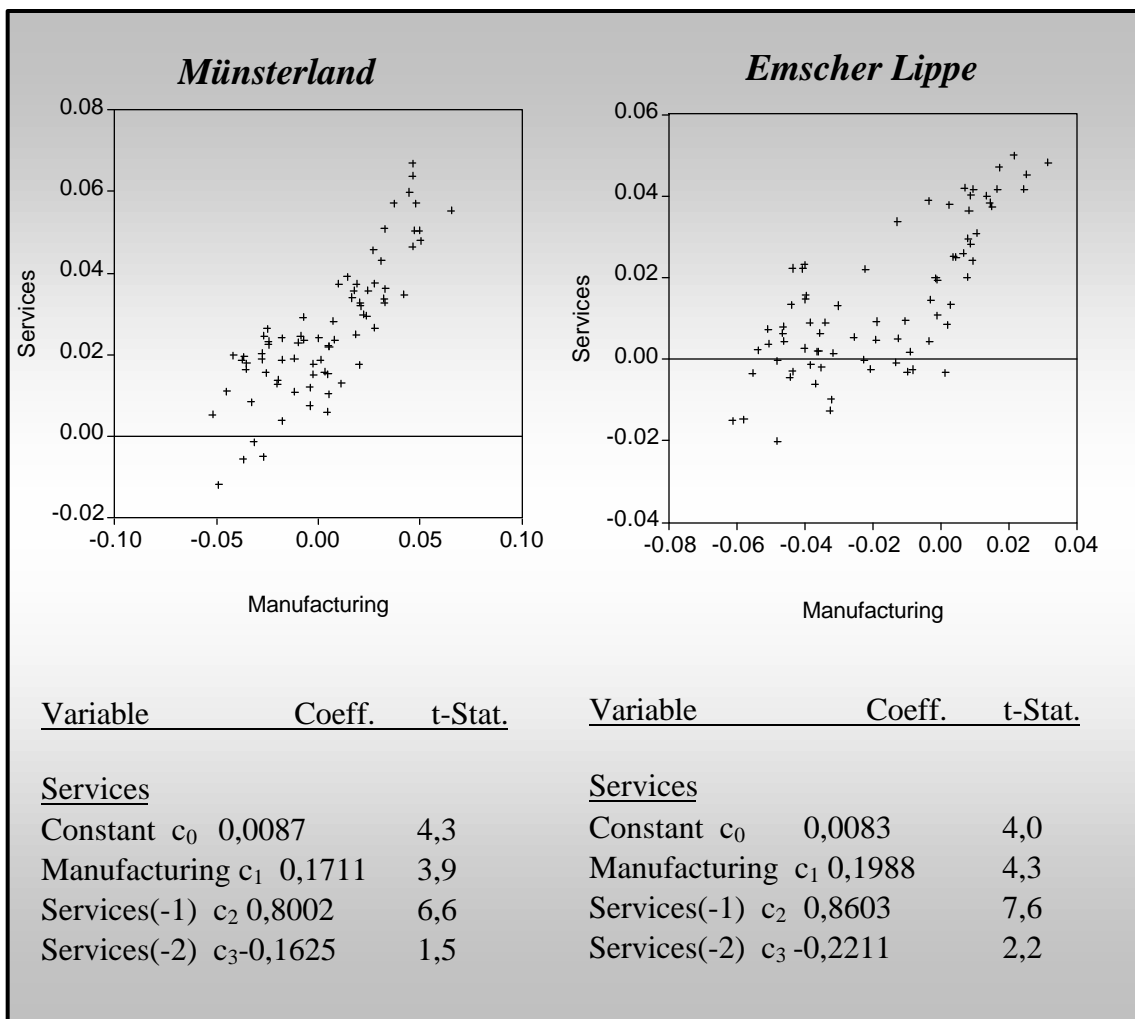 Münsterland
0.08
0.06
0.04
0.02
0.00
-0.02
Services
-0.10 -0.05 0.00 0.05 0.10
Manufacturing
Emscher Lippe
0.06
0.04
0.02
0.00
-0.02
-0.04
Services
-0.08 -0.06 -0.04 -0.02 0.00 0.02 0.04
Manufacturing
Variable Coeff. t-Stat.
Services
Constant c0 0,0087 4,3
Manufacturing c1 0,1711 3,9
Services(-1) c2 0,8002 6,6
Services(-2) c3-0,1625 1,5
Variable Coeff. t-Stat.
Services
Constant c0 0,0083 4,0
Manufacturing c1 0,1988 4,3
Services(-1) c2 0,8603 7,6
Services(-2) c3 -0,2211 2,2